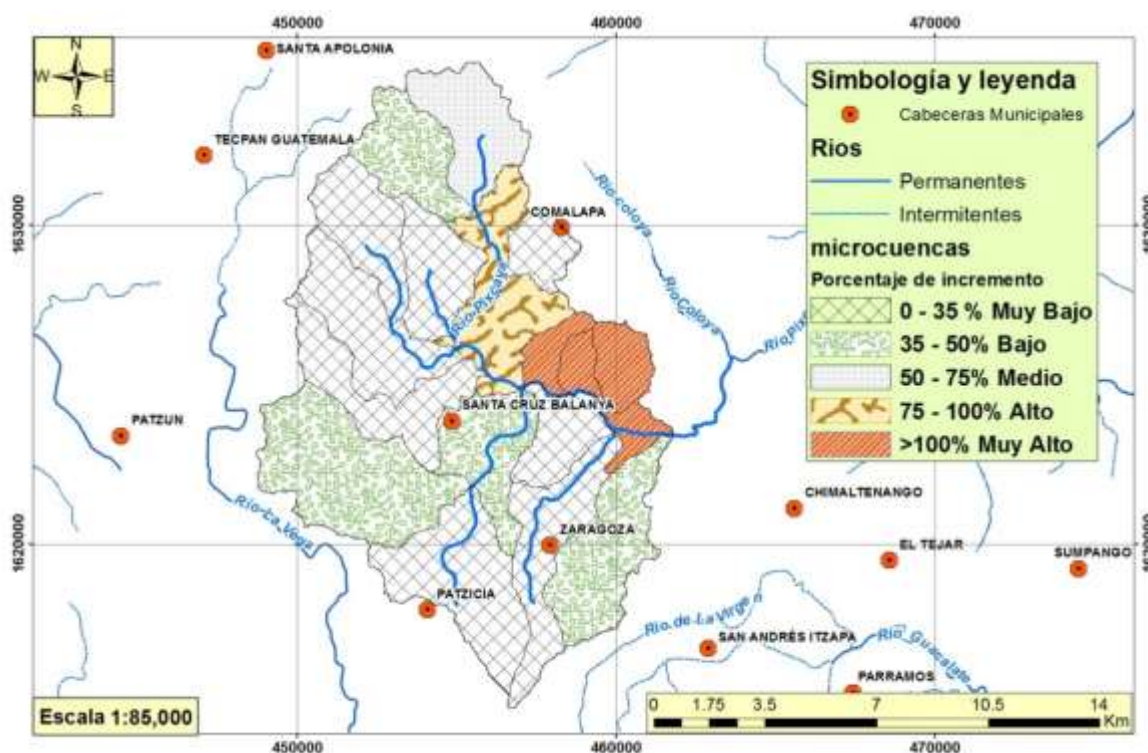 450000
460000
470000
N
W
E
S
SANTA APOLONIA
TECPAN GUATEMALA
COMALAPA
Rio coloya
Rio Coloya
Rio Pixcaya
Rio Pixc
SANTA CRUZ BALANYA
PATZUN
Rio La Vega
ZARAGOZA
PATZICIA
CHIMALTENANGO
EL TEJAR
SUMPANGO
Rio de La Virgen
SAN ANDRÉS ITZAPA
Rio Guacalate
PARRAMOS
Simbología y leyenda
Cabeceras Municipales
Rios
Permanentes
Intermitentes
microcuencas
Porcentaje de incremento
0 - 35 % Muy Bajo
35 - 50% Bajo
50 - 75% Medio
75 - 100% Alto
>100% Muy Alto
1630000
1620000
1620000
Escala 1:85,000
0 1.75 3.5 7 10.5 14
Km
450000
460000
470000